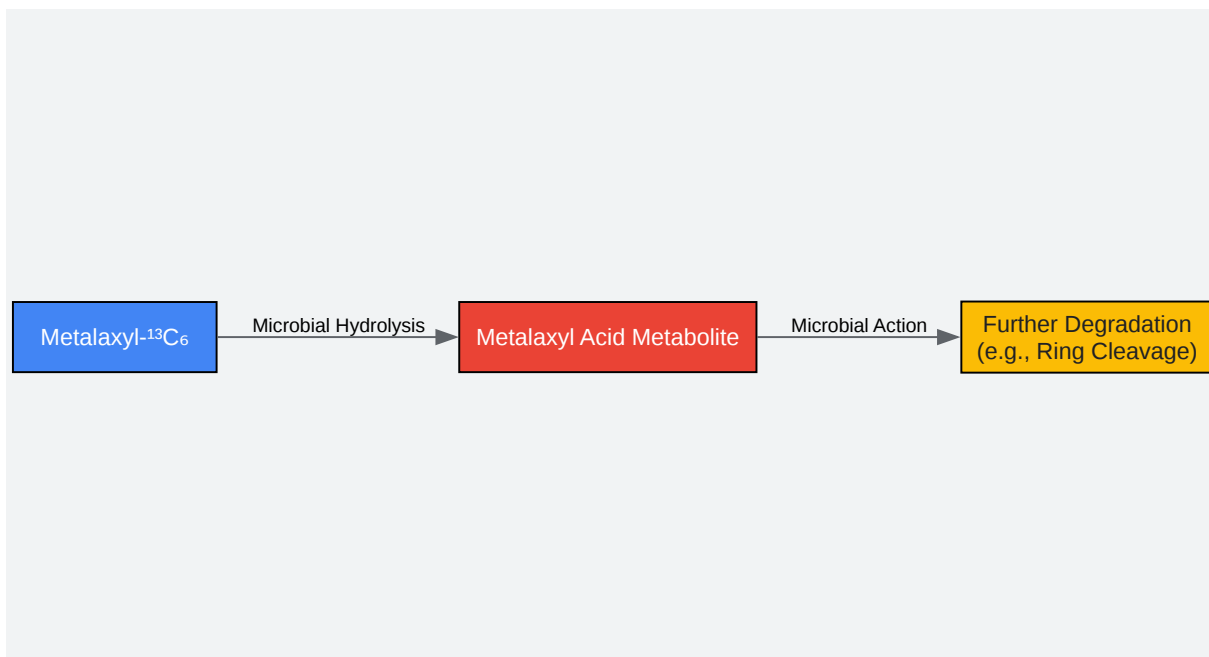 Metalaxyl-¹³C₆
Microbial Hydrolysis
Metalaxyl Acid Metabolite
Microbial Action
Further Degradation
(e.g., Ring Cleavage)